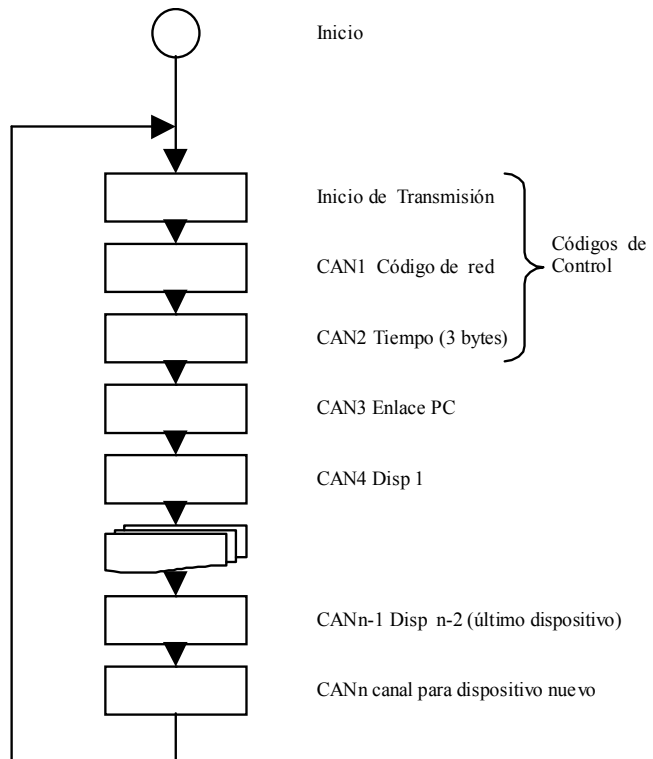 Inicio
Inicio de Transmisión
CAN1 Código de red
Códigos de
Control
CAN2 Tiempo (3 bytes)
CAN3 Enlace PC
CAN4 Disp 1
CANn-1 Disp n-2 (último dispositivo)
CANn canal para dispositivo nuevo